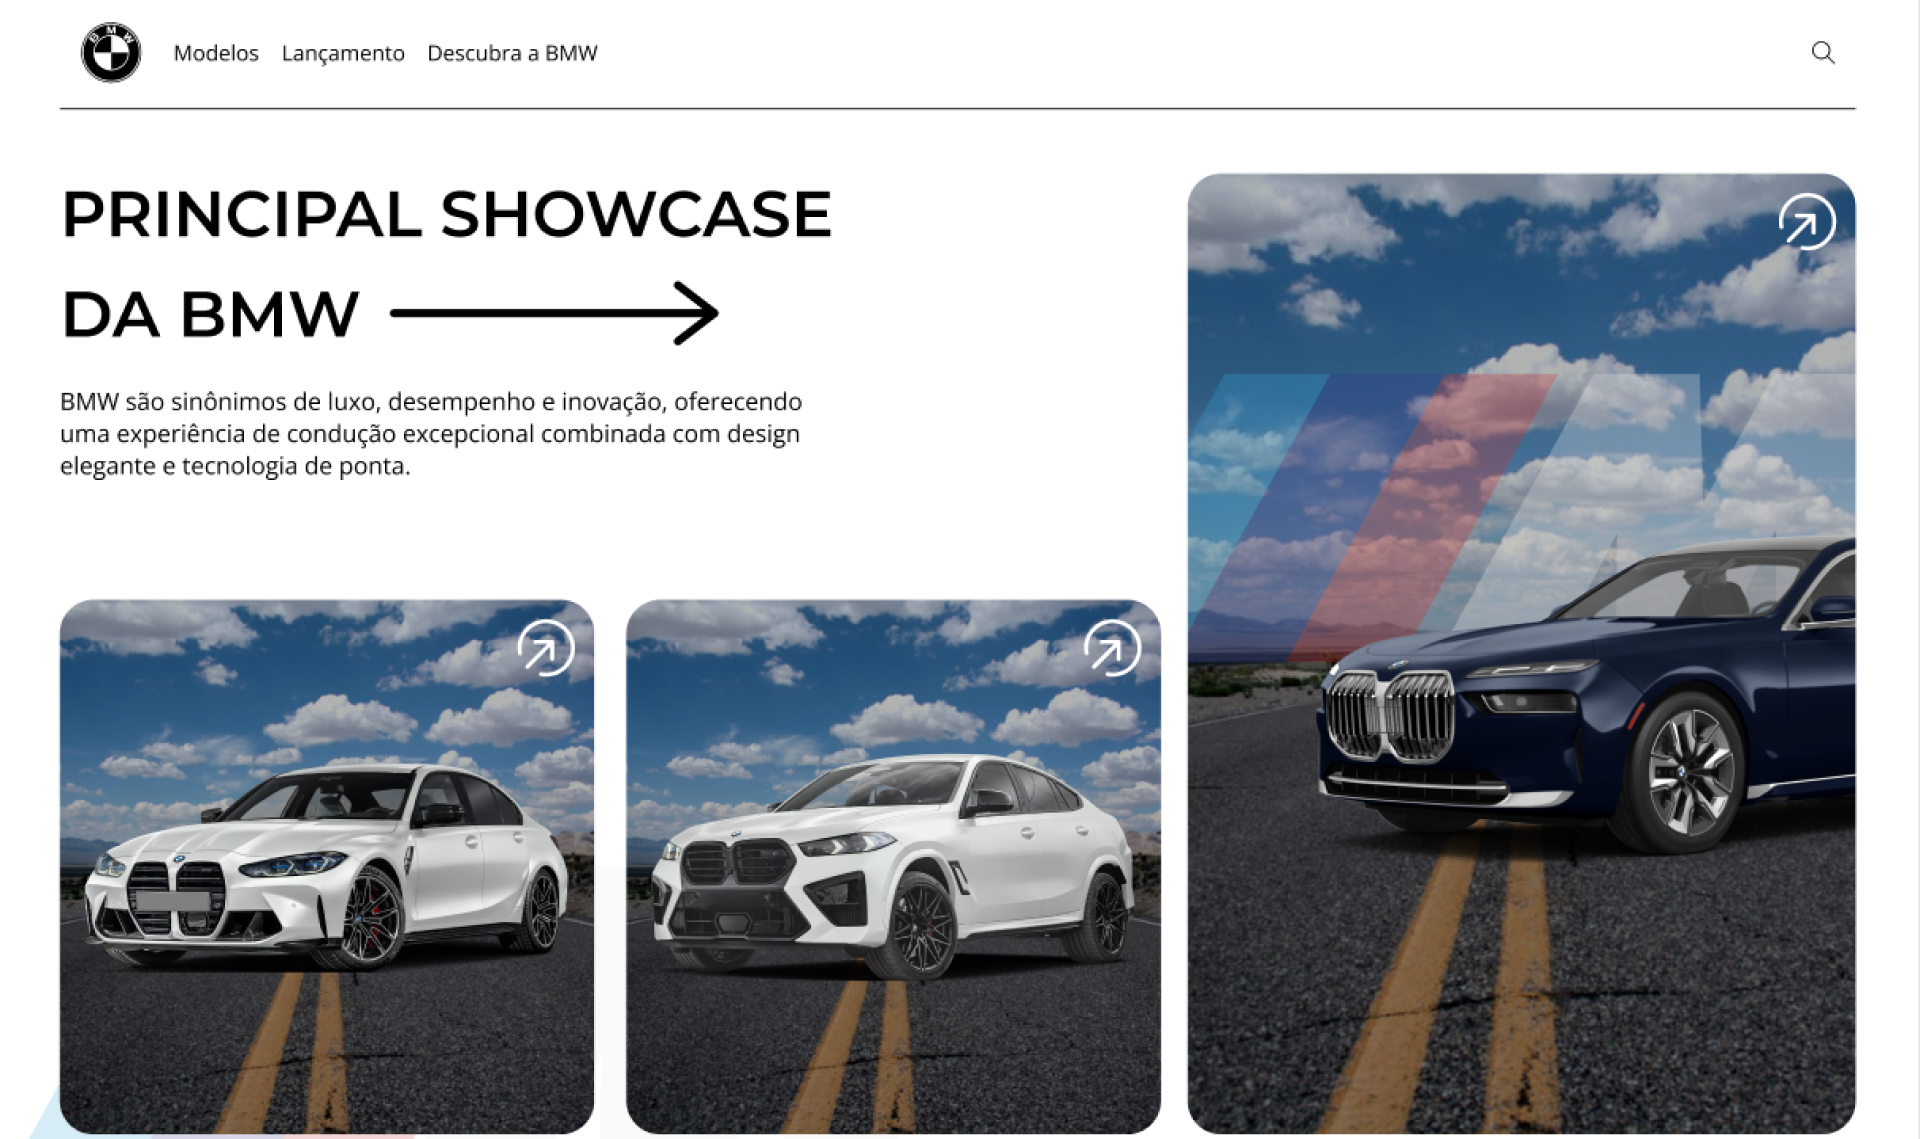 BMW
Modelos Lançamento Descubra a BMW
PRINCIPAL SHOWCASE
DA BMW
BMW são sinônimos de luxo, desempenho e inovação, oferecendo
uma experiência de condução excepcional combinada com design
elegante e tecnologia de ponta.